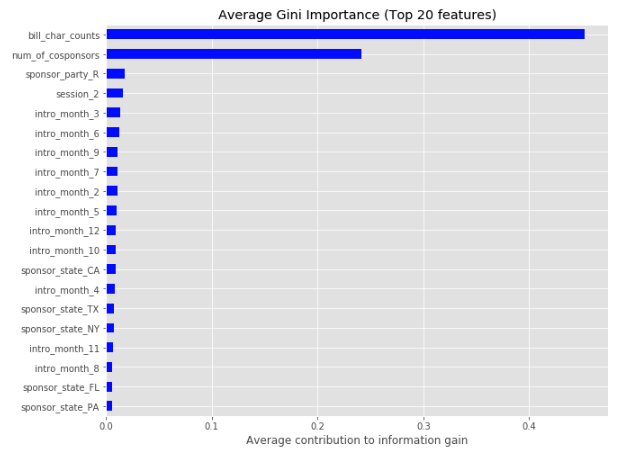 Average Gini Importance (Top 20 features)
bill_char_counts
num_of_cosponsors
sponsor_party_R
session_2
intro_month_3
intro_month_6
intro_month_9
intro_month_7
intro_month_2
intro_month_5
intro_month_12
intro_month_10
sponsor_state_CA
intro_month_4
sponsor_state_TX
sponsor_state_NY
intro_month_11
intro_month_8
sponsor_state_FL
sponsor_state_PA
0.0 0.1 0.2 0.3 0.4
Average contribution to information gain